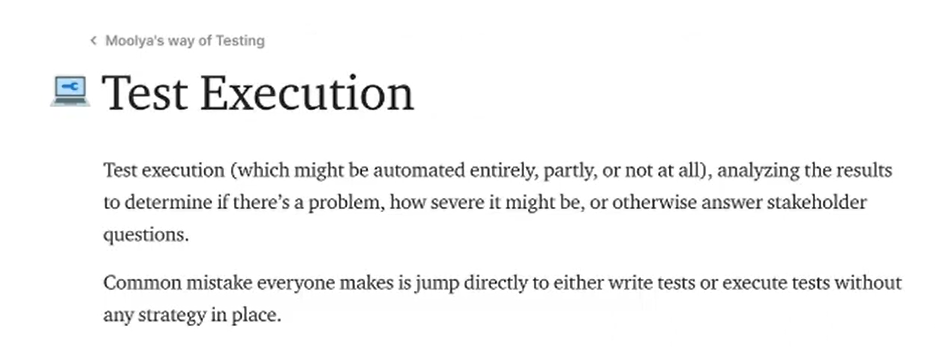 < Moolya's way of Testing
Test Execution
Test execution (which might be automated entirely, partly, or not at all), analyzing the results
to determine if there’s a problem, how severe it might be, or otherwise answer stakeholder
questions.
Common mistake everyone makes is jump directly to either write tests or execute tests without
any strategy in place.